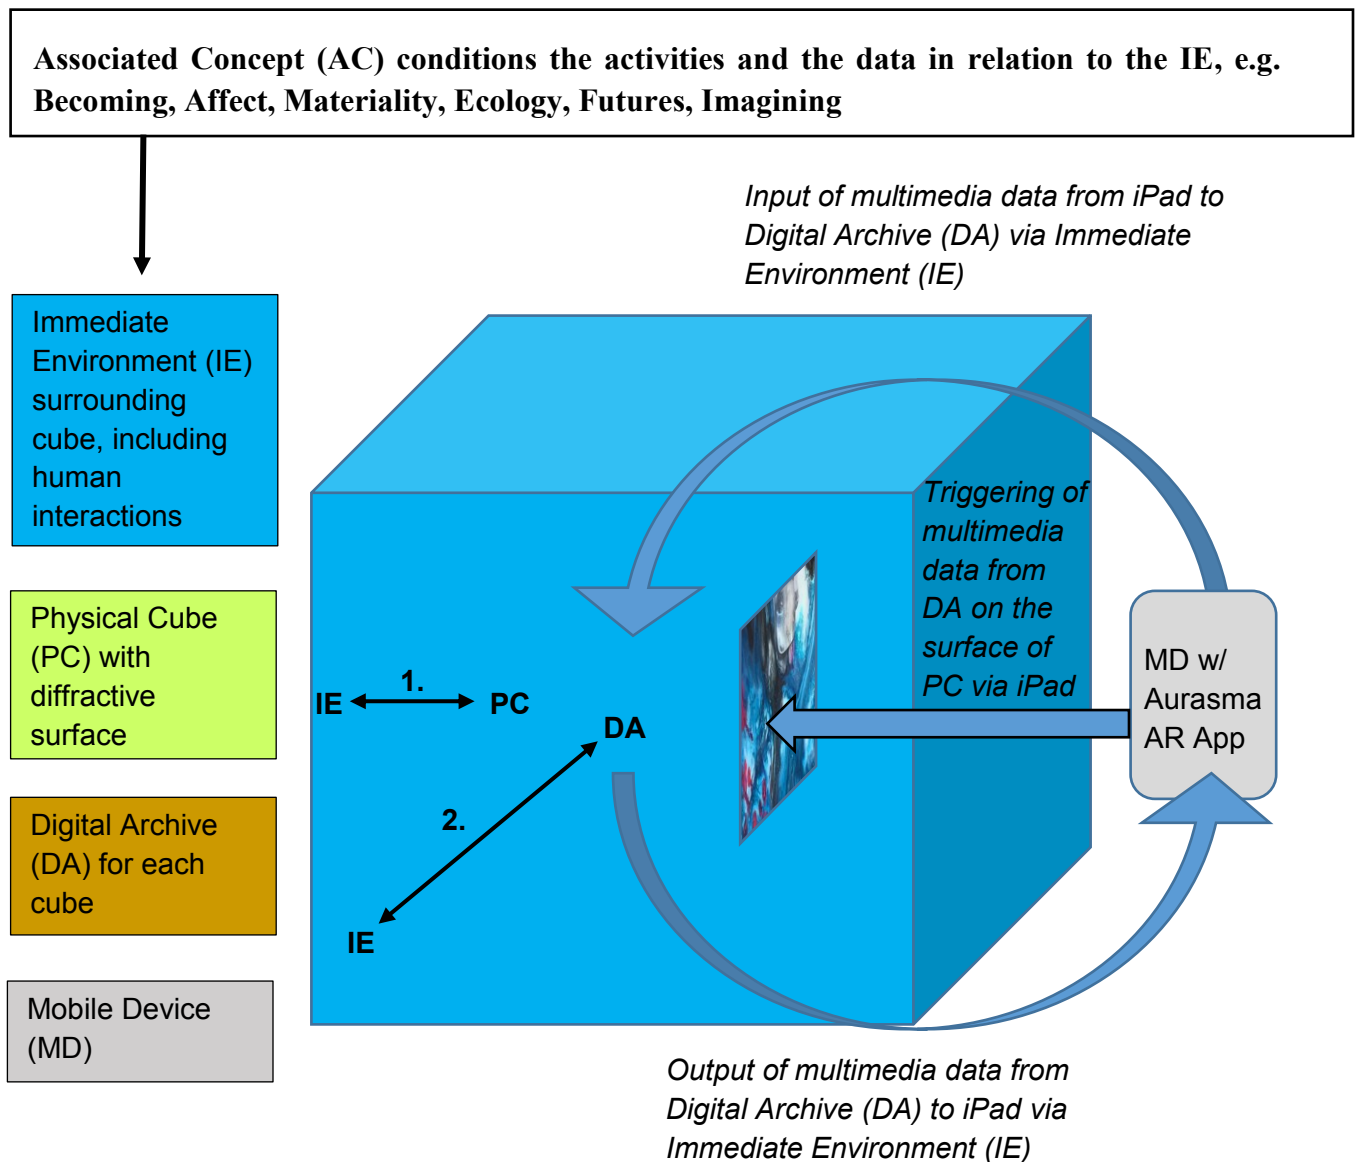 Associated Concept (AC) conditions the activities and the data in relation to the IE, e.g.
Becoming, Affect, Materiality, Ecology, Futures, Imagining
Input of multimedia data from iPad to
Digital Archive (DA) via Immediate
Environment (IE)
Immediate
Environment (IE)
surrounding
cube, including
human
interactions
Physical Cube
(PC) with
diffractive
surface
Digital Archive
(DA) for each
cube
Mobile Device
(MD)
IE
1.
PC
DA
2.
IE
Triggering of
multimedia
data from
DA on the
surface of
PC via iPad
MD w/
Aurasma
AR App
Output of multimedia data from
Digital Archive (DA) to iPad via
Immediate Environment (IE)